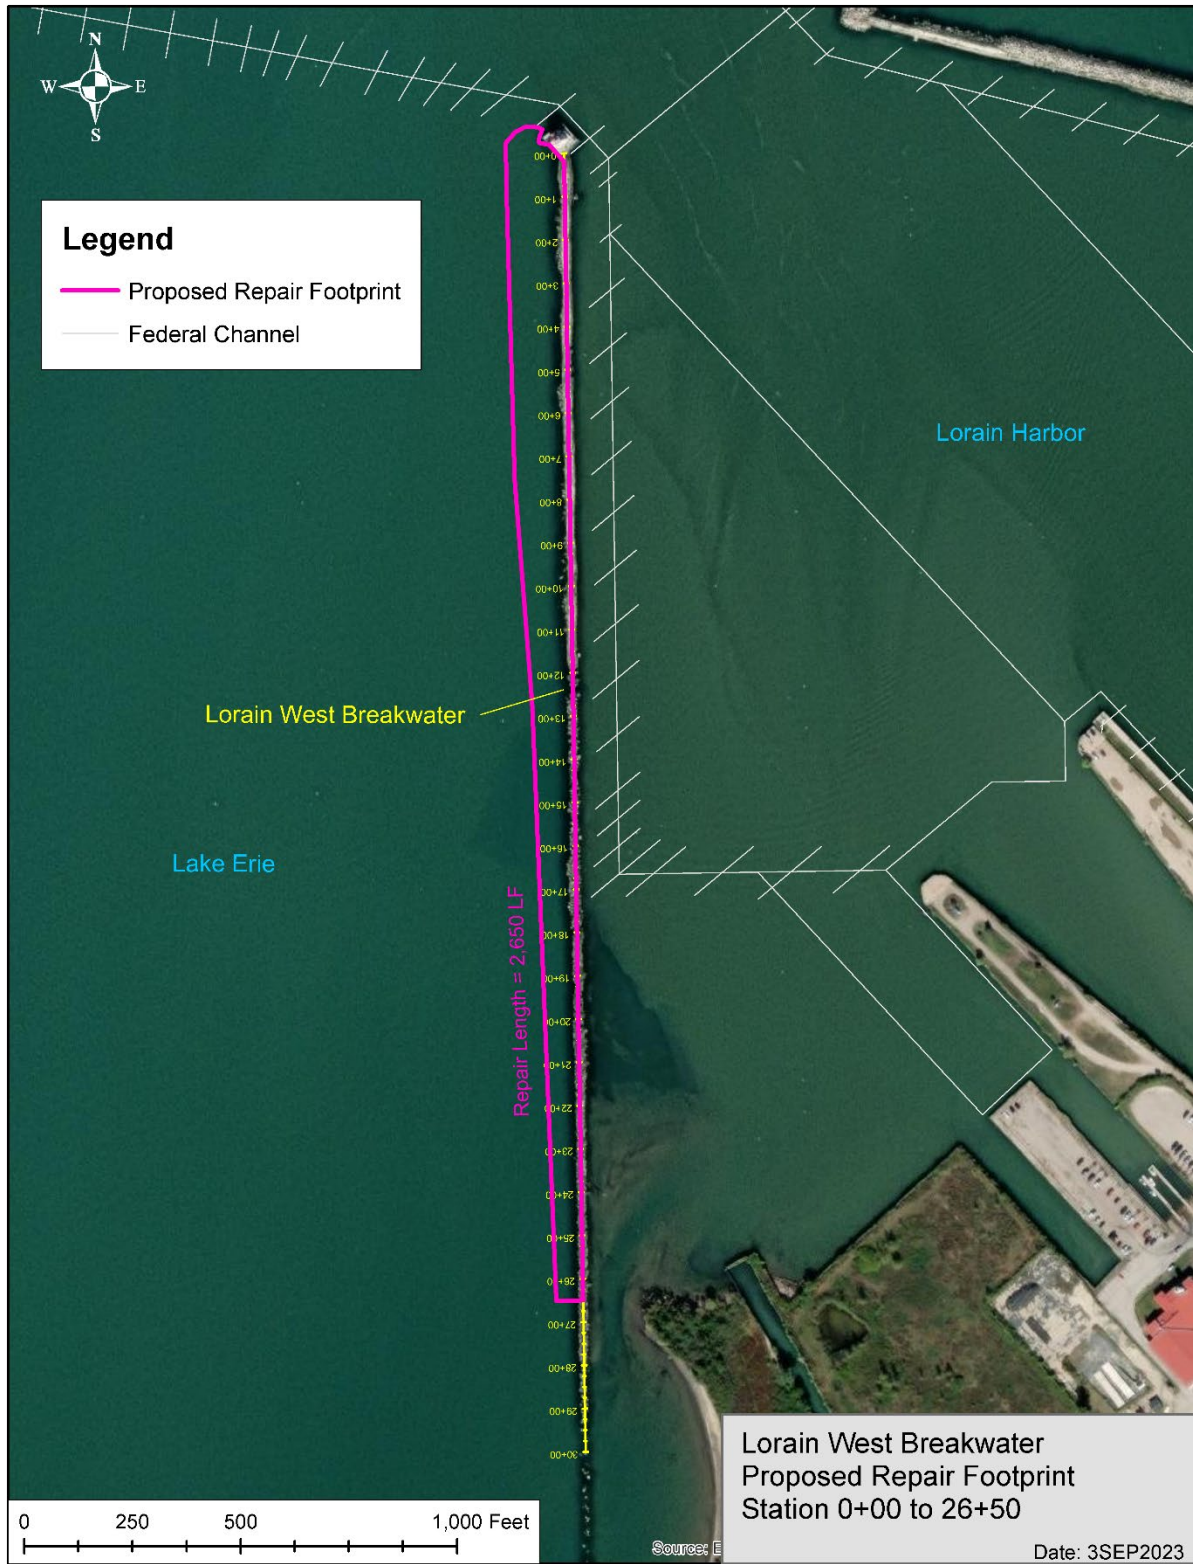 N
W E
S
Legend
Proposed Repair Footprint
Federal Channel
0+00
1+00
2+00
3+00
4+00
5+00
6+00
7+00
8+00
9+00
10+00
11+00
12+00
13+00
14+00
15+00
16+00
17+00
18+00
19+00
20+00
21+00
22+00
23+00
24+00
25+00
26+00
27+00
28+00
29+00
30+00
Lorain Harbor
Lorain West Breakwater
Lake Erie
Repair Length = 2,650 LF
0 250 500 1,000 Feet
Source:
Lorain West Breakwater
Proposed Repair Footprint
Station 0+00 to 26+50
Date: 3SEP2023